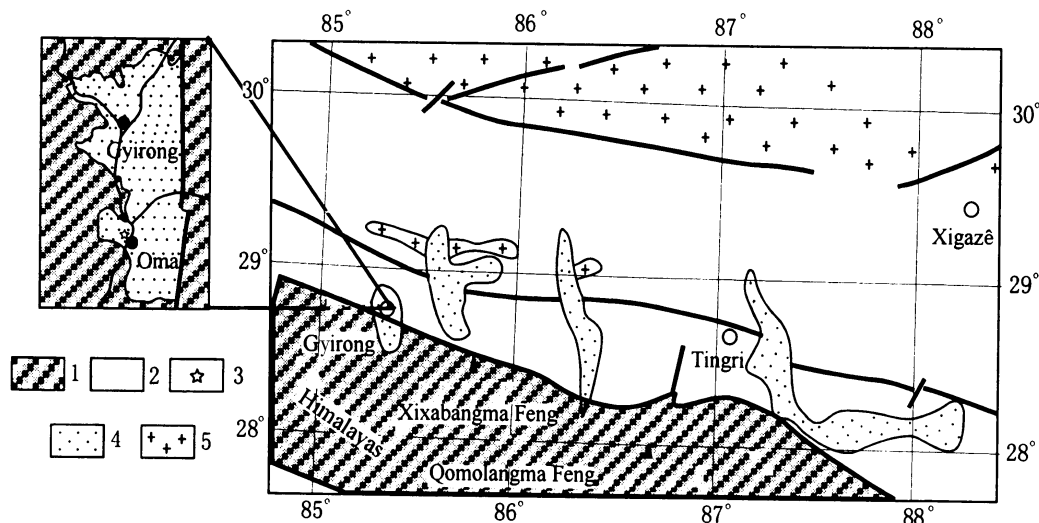 85° 86° 87° 88°
30° 30°
Gyirong
Oma
Xigazê
29° 29°
Gyirong
Tingri
1 2 3
Xixabangma Feng
Hunalayas
28° 28°
4 5
Qomolangma Feng
85° 86° 87° 88°